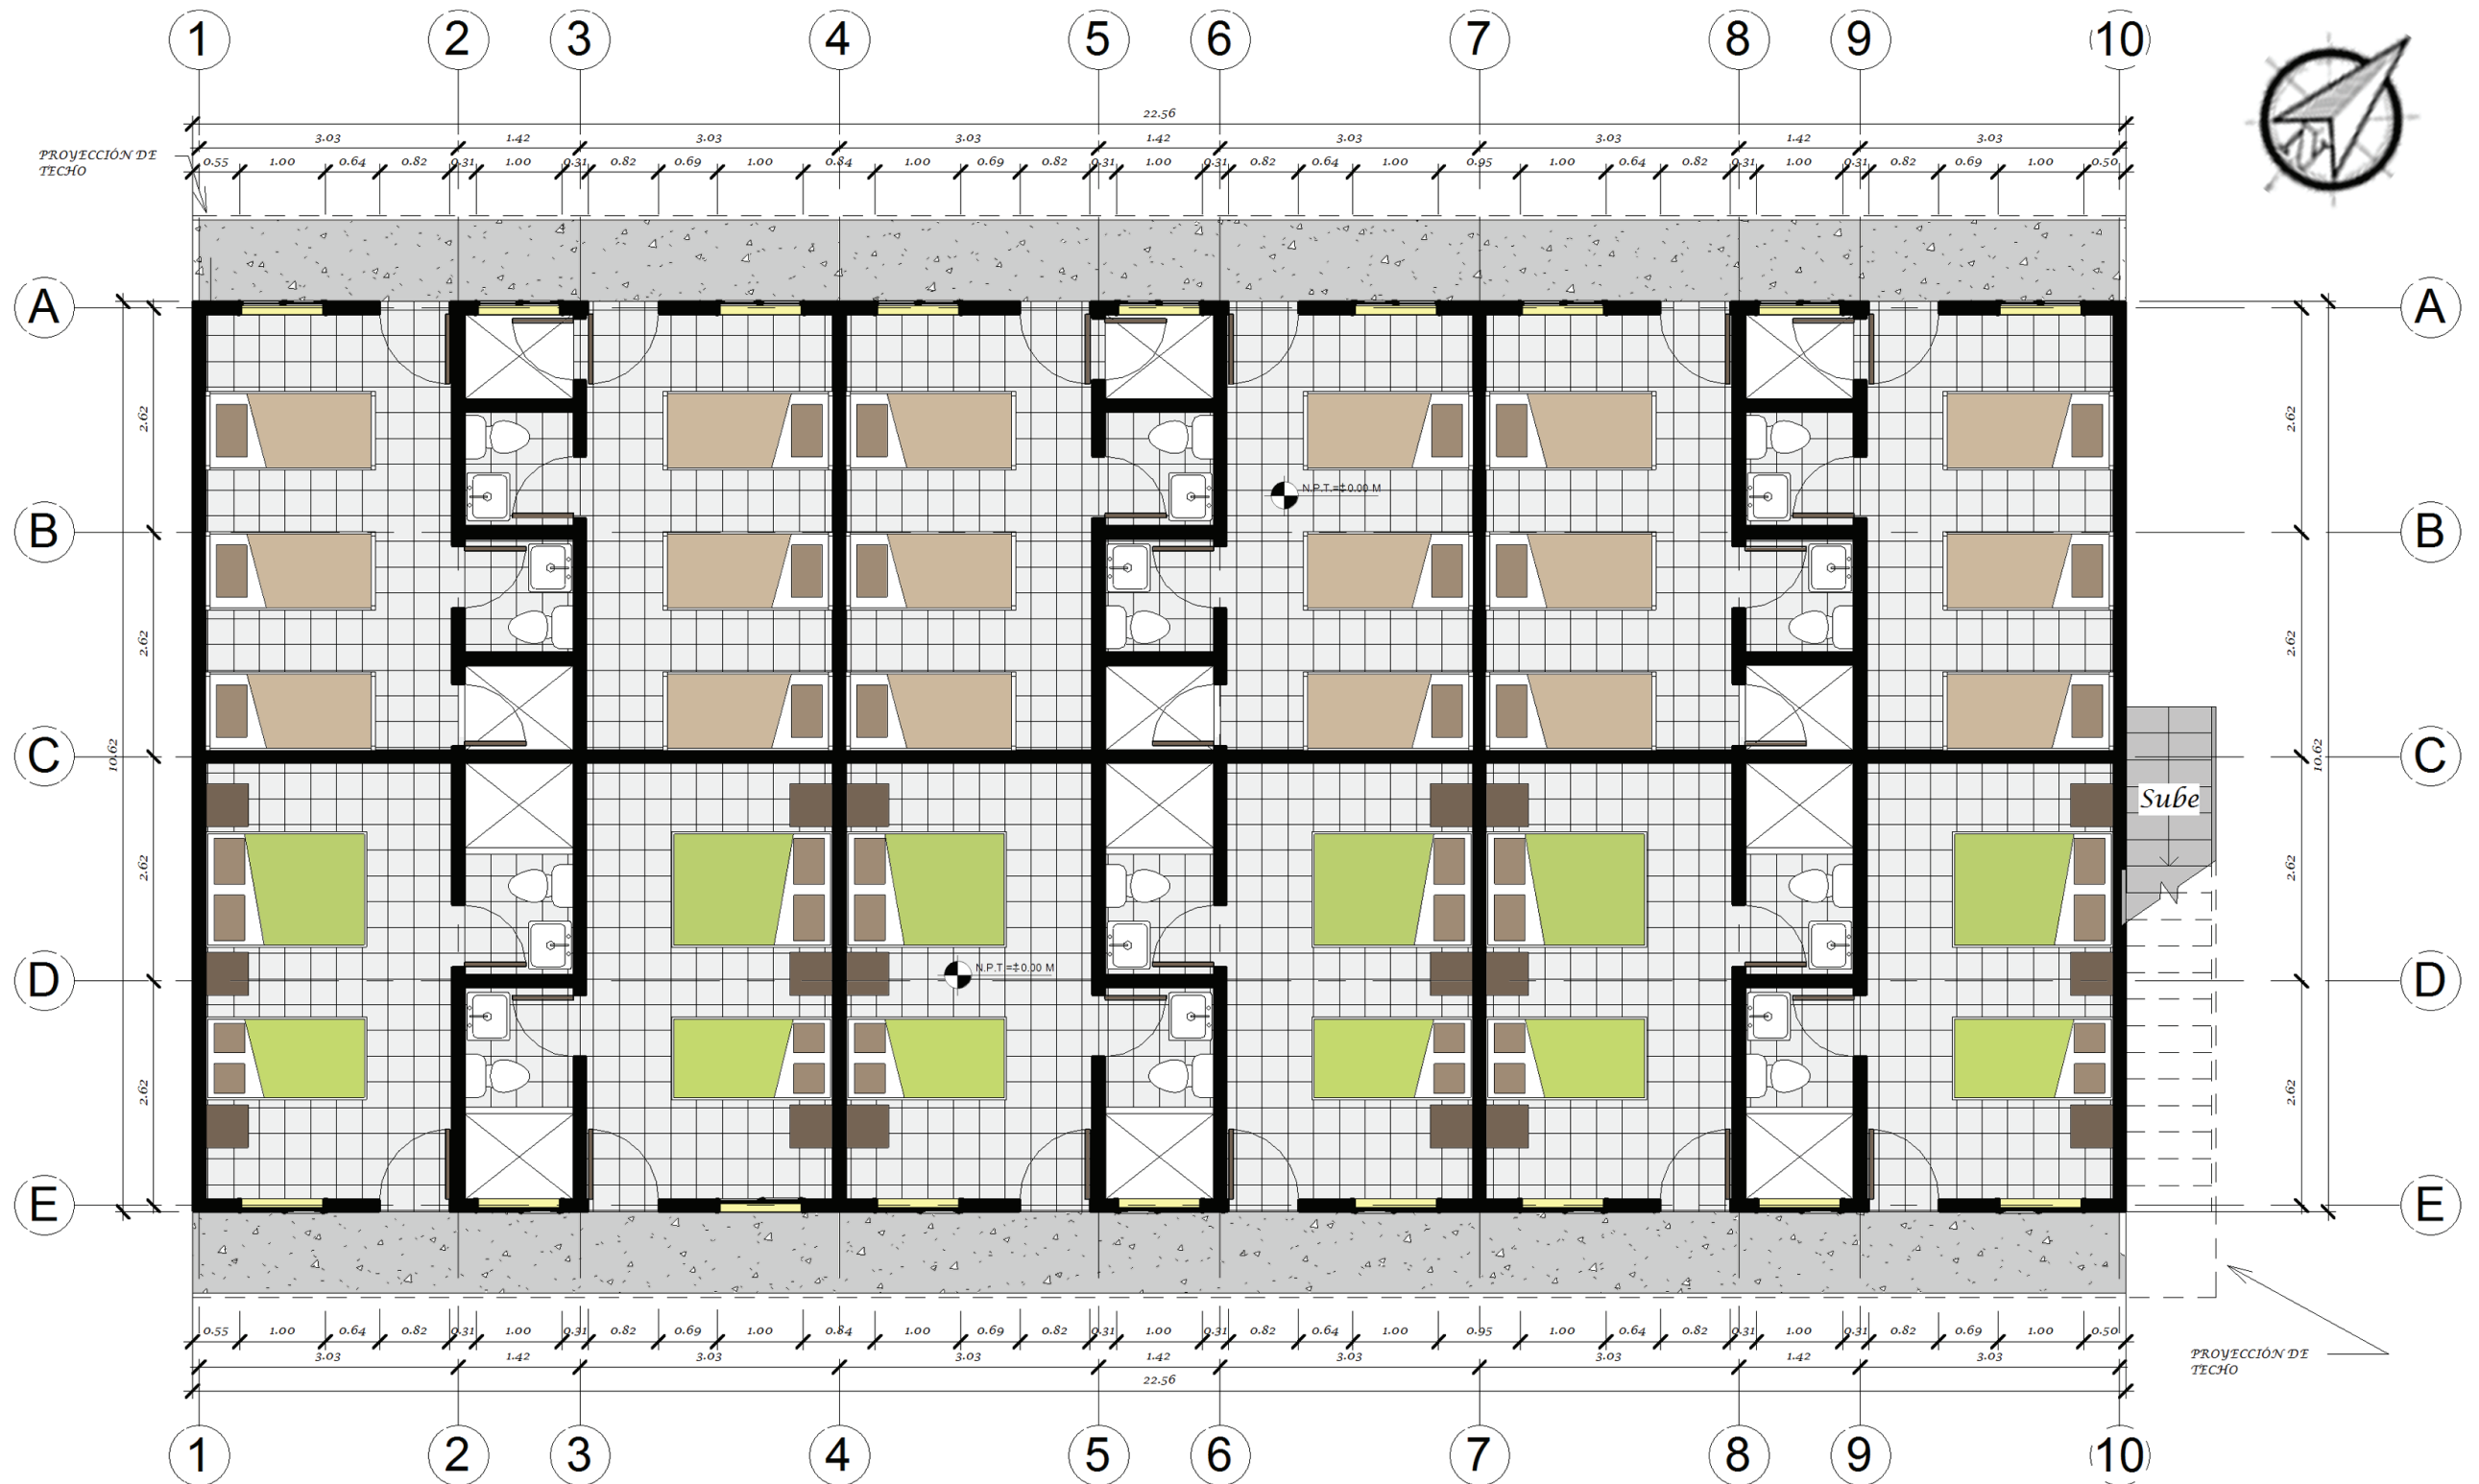 1 2 3 4 5 6 7 8 9 10
22.56
3.03 1.42 3.03 3.03 1.42 3.03 3.03 1.42 3.03
PROYECCIÓN DE
TECHO
0.55 1.00 0.64 0.82 0.31 1.00 0.31 0.82 0.69 1.00 0.84 1.00 0.69 0.82 0.31 1.00 0.31 0.82 0.64 1.00 0.95 1.00 0.64 0.82 0.31 1.00 0.31 0.82 0.69 1.00 0.50
A A
2.62 2.62
N.P.T.=±0.00 M
B B
2.62 2.62
C C
10.62 10.62
Sube
2.62 2.62
N.P.T.=±0.00 M
D D
2.62 2.62
E E
0.55 1.00 0.64 0.82 0.31 1.00 0.31 0.82 0.69 1.00 0.84 1.00 0.69 0.82 0.31 1.00 0.31 0.82 0.64 1.00 0.95 1.00 0.64 0.82 0.31 1.00 0.31 0.82 0.69 1.00 0.50
3.03 1.42 3.03 3.03 1.42 3.03 3.03 1.42 3.03
PROYECCIÓN DE
TECHO
22.56
1 2 3 4 5 6 7 8 9 10